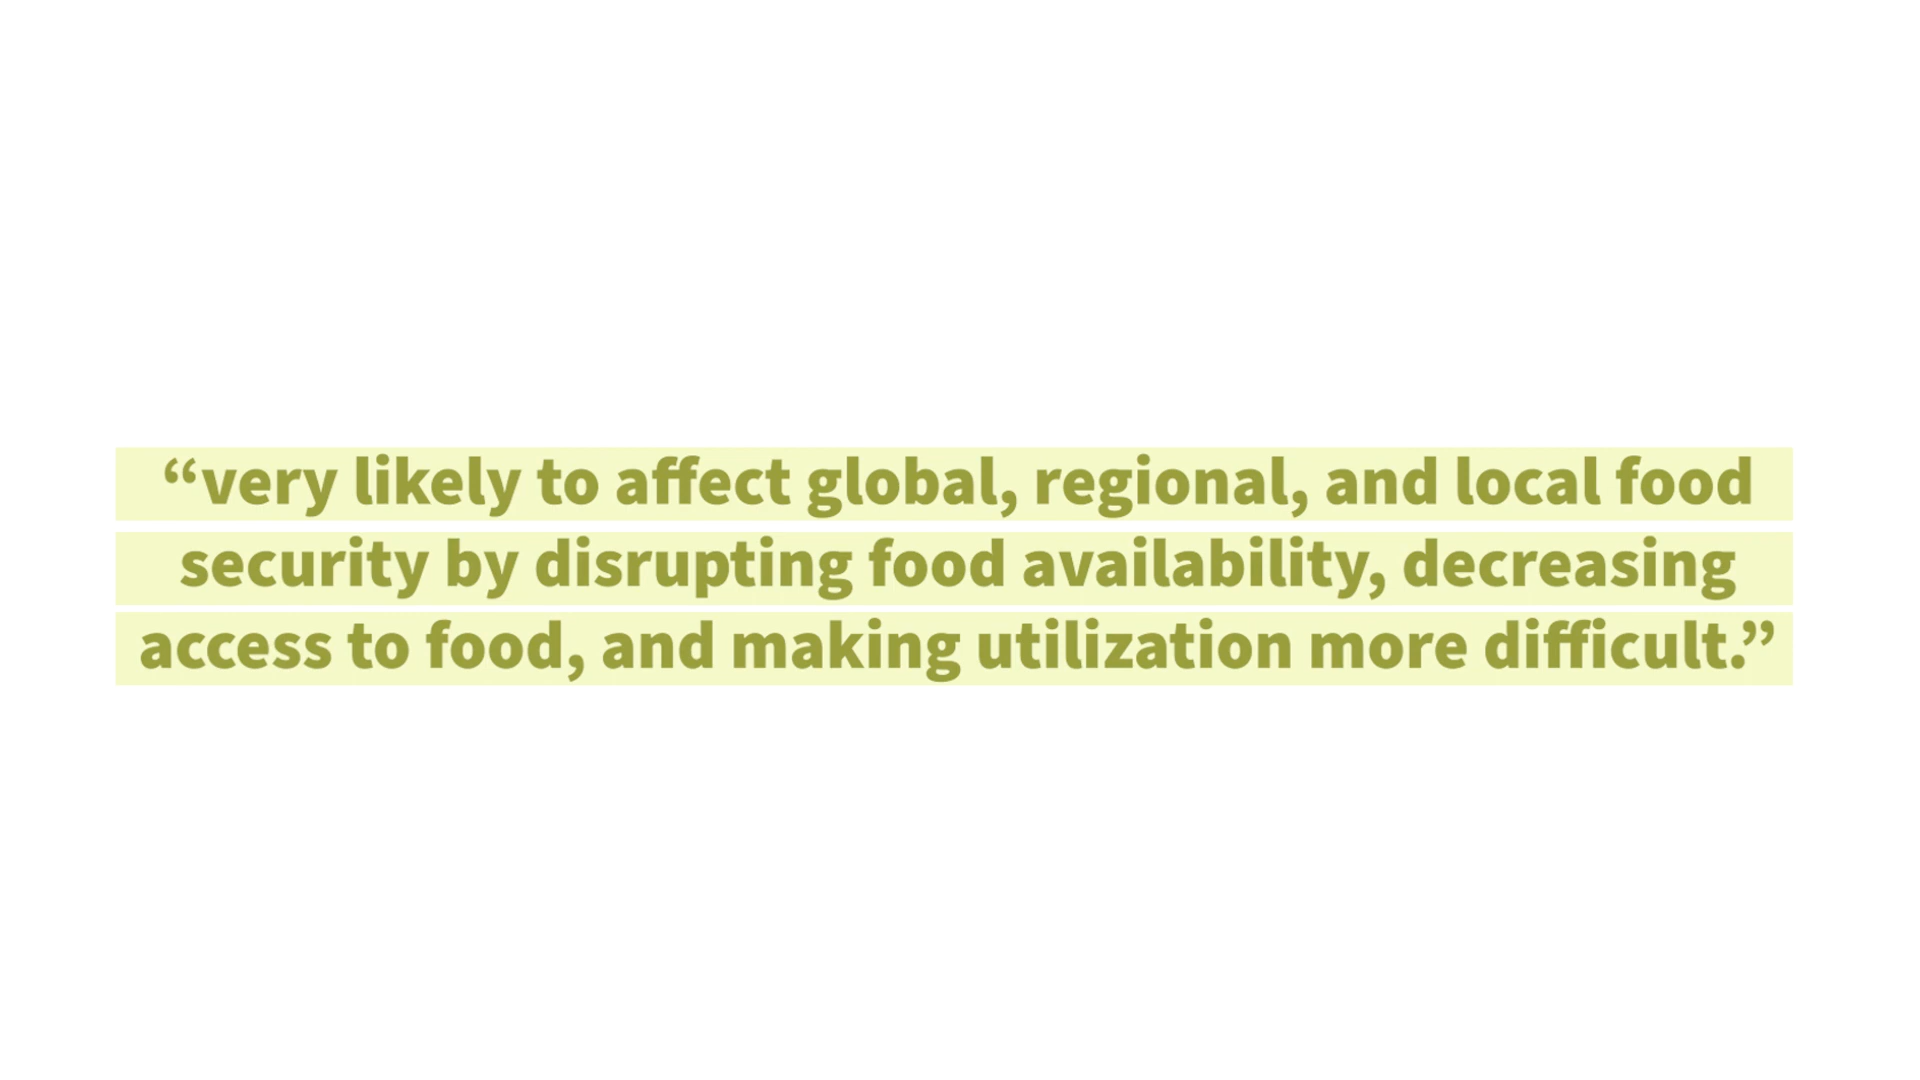 “very likely to affect global, regional, and local food
security by disrupting food availability, decreasing
access to food, and making utilization more difficult.”